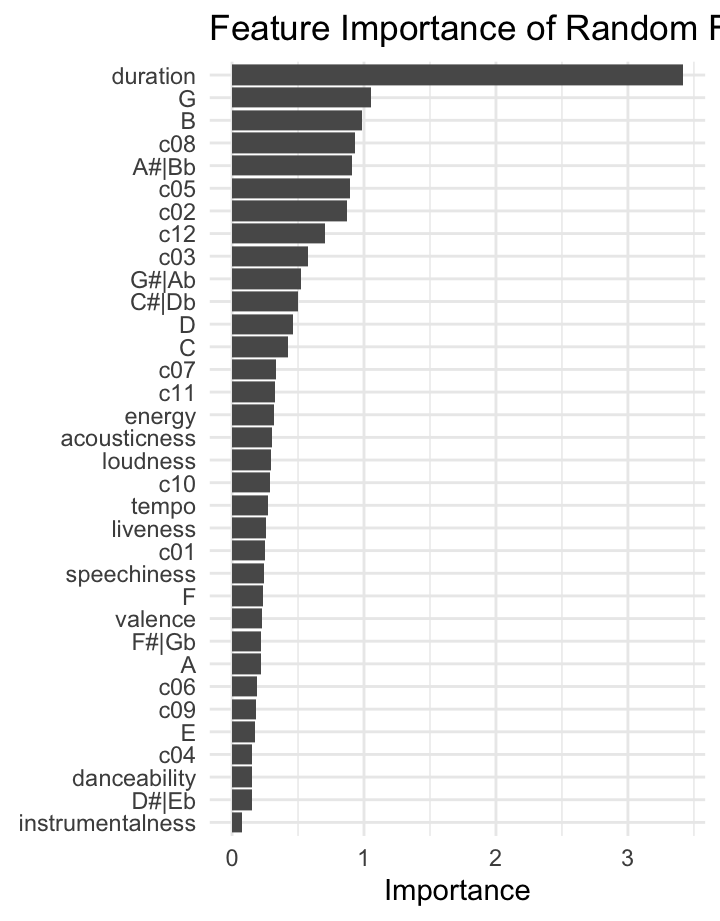 Feature Importance of Random F
duration
G
B
c08
A#|Bb
c05
c02
c12
c03
G#|Ab
C#|Db
D
C
c07
c11
energy
acousticness
loudness
c10
tempo
liveness
c01
speechiness
F
valence
F#|Gb
A
c06
c09
E
c04
danceability
D#|Eb
instrumentalness
0 1 2 3
Importance